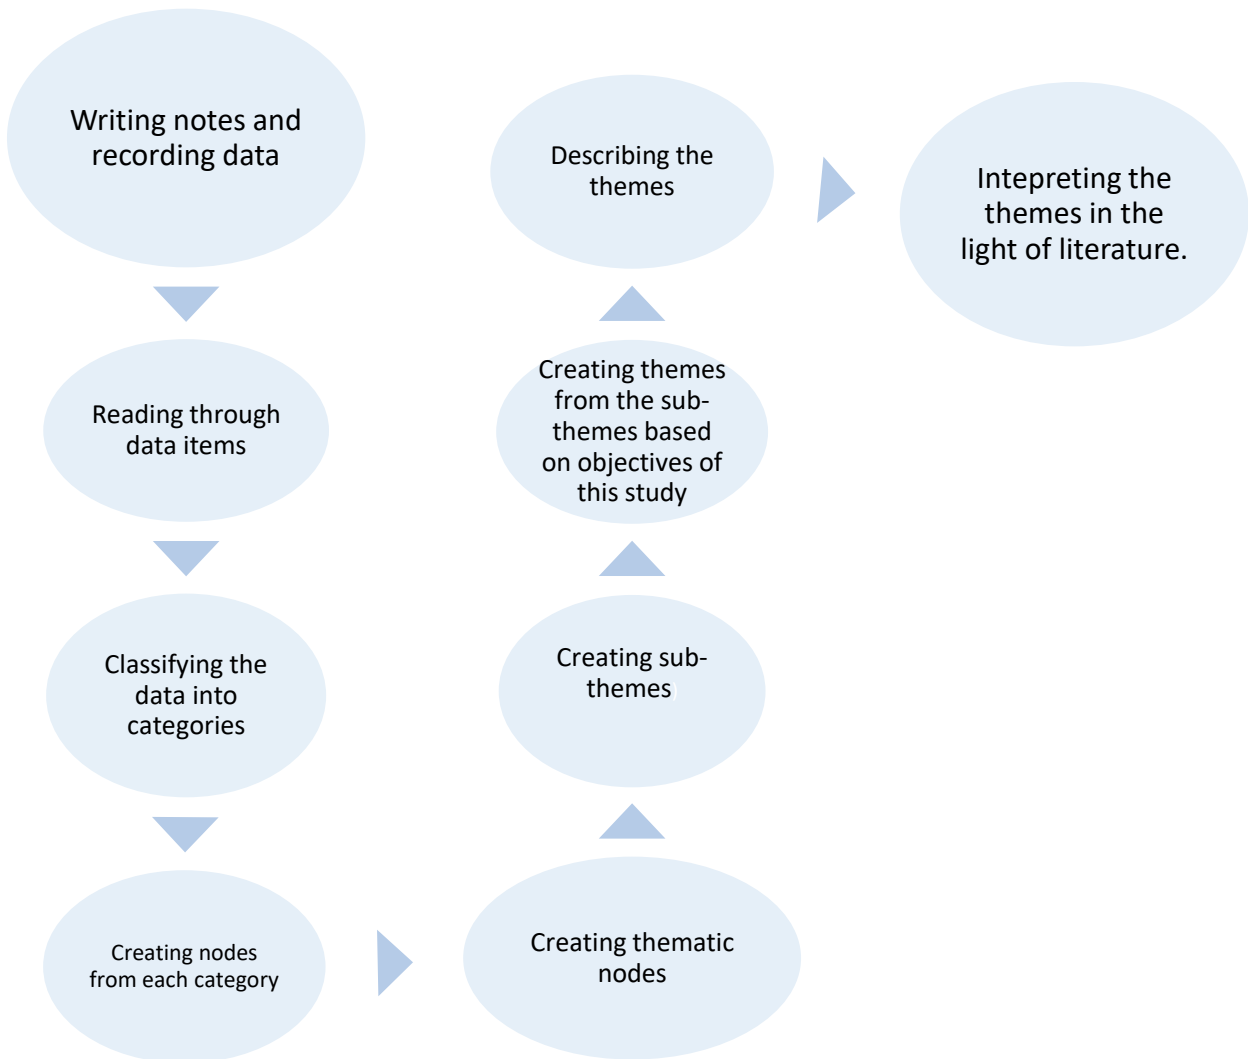 Writing notes and
recording data
Reading through
data items
Classifying the
data into
categories
Creating nodes
from each category
Creating thematic
nodes
Creating sub-
themes)
Creating themes
from the sub-
themes based
on objectives of
this study
Describing the
themes
Intepreting the
themes in the
light of literature.